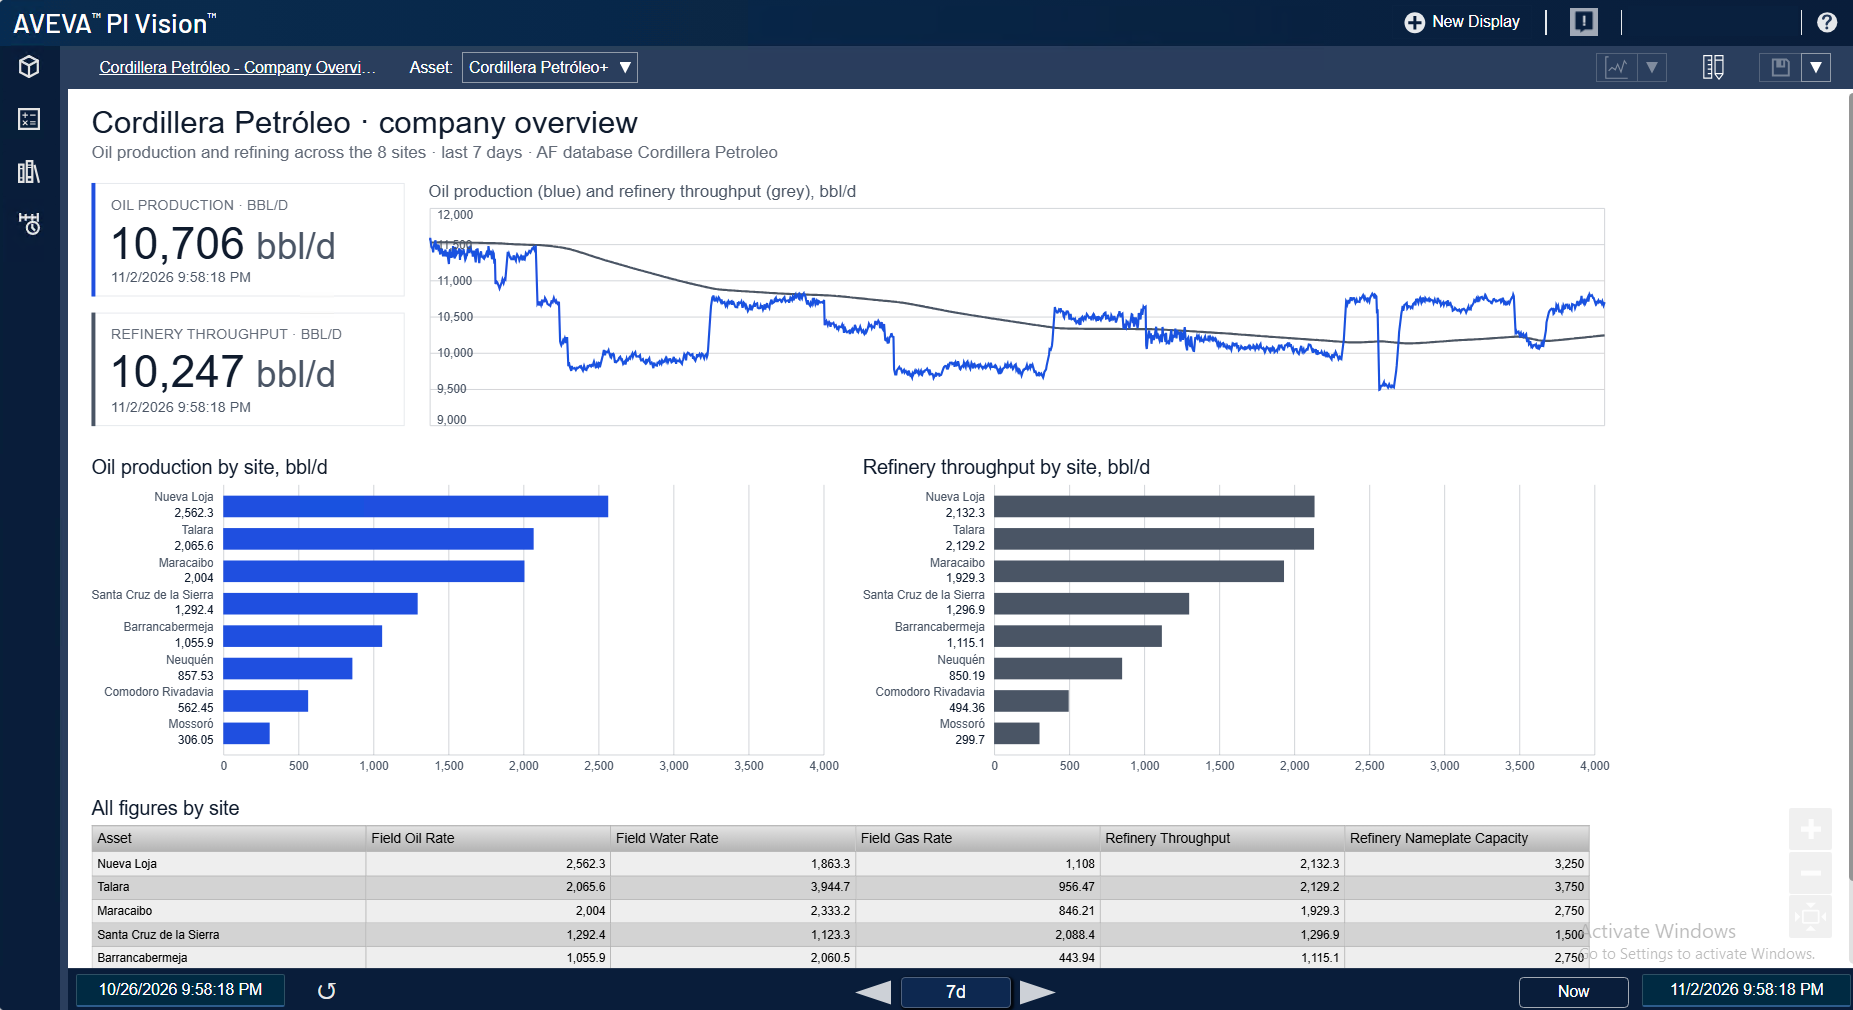 AVEVA™ PI Vision™
New Display
Cordillera Petróleo - Company Overvi...
Asset: Cordillera Petróleo+
Cordillera Petróleo · company overview
Oil production and refining across the 8 sites · last 7 days · AF database Cordillera Petroleo
OIL PRODUCTION · BBL/D
10,706 bbl/d
11/2/2026 9:58:18 PM
REFINERY THROUGHPUT · BBL/D
10,247 bbl/d
11/2/2026 9:58:18 PM
Oil production (blue) and refinery throughput (grey), bbl/d
12,000
11,500
11,000
10,500
10,000
9,500
9,000
Oil production by site, bbl/d
Nueva Loja
2,562.3
Talara
2,065.6
Maracaibo
2,004
Santa Cruz de la Sierra
1,292.4
Barrancabermeja
1,055.9
Neuquén
857.53
Comodoro Rivadavia
562.45
Mossoró
306.05
0 500 1,000 1,500 2,000 2,500 3,000 3,500 4,000
Refinery throughput by site, bbl/d
Nueva Loja
2,132.3
Talara
2,129.2
Maracaibo
1,929.3
Santa Cruz de la Sierra
1,296.9
Barrancabermeja
1,115.1
Neuquén
850.19
Comodoro Rivadavia
494.36
Mossoró
299.7
0 500 1,000 1,500 2,000 2,500 3,000 3,500 4,000
All figures by site
Asset Field Oil Rate Field Water Rate Field Gas Rate Refinery Throughput Refinery Nameplate Capacity
Nueva Loja 2,562.3 1,863.3 1,108 2,132.3 3,250
Talara 2,065.6 3,944.7 956.47 2,129.2 3,750
Maracaibo 2,004 2,333.2 846.21 1,929.3 2,750
Santa Cruz de la Sierra 1,292.4 1,123.3 2,088.4 1,296.9 1,500
Barrancabermeja 1,055.9 2,060.5 443.94 1,115.1 2,750
Activate Windows
Go to Settings to activate Windows.
10/26/2026 9:58:18 PM
7d
Now
11/2/2026 9:58:18 PM